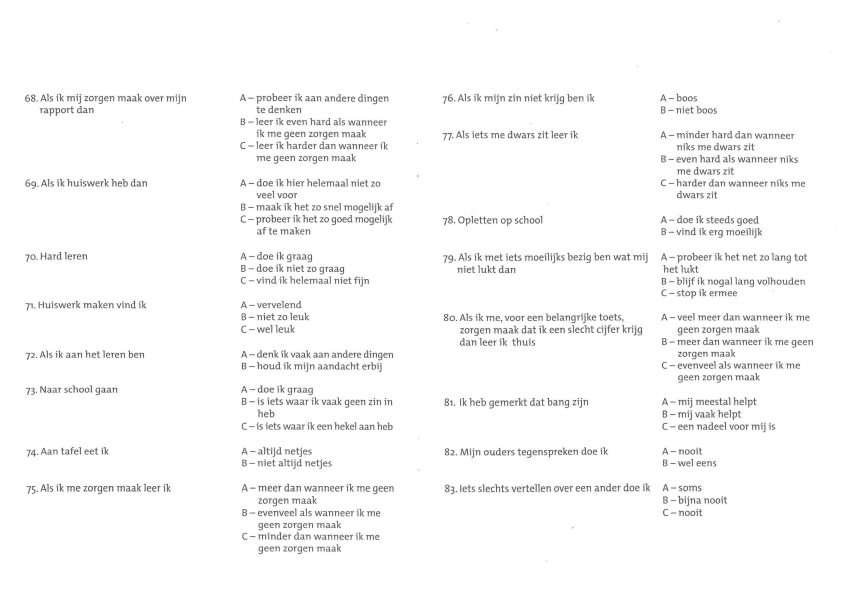 68. Als ik mij zorgen maak over mijn
rapport dan
A – probeer ik aan andere dingen
te denken
B – leer ik even hard als wanneer
ik me geen zorgen maak
C – leer ik harder dan wanneer ik
me geen zorgen maak
69. Als ik huiswerk heb dan
A – doe ik hier helemaal niet zo
veel voor
B – maak ik het zo snel mogelijk af
C – probeer ik het zo goed mogelijk
af te maken
70. Hard leren
A – doe ik graag
B – doe ik niet zo graag
C – vind ik helemaal niet fijn
71. Huiswerk maken vind ik
A – vervelend
B – niet zo leuk
C – wel leuk
72. Als ik aan het leren ben
A – denk ik vaak aan andere dingen
B – houd ik mijn aandacht erbij
73. Naar school gaan
A – doe ik graag
B – is iets waar ik vaak geen zin in
heb
C – is iets waar ik een hekel aan heb
74. Aan tafel eet ik
A – altijd netjes
B – niet altijd netjes
75. Als ik me zorgen maak leer ik
A – meer dan wanneer ik me geen
zorgen maak
B – evenveel als wanneer ik me
geen zorgen maak
C – minder dan wanneer ik me
geen zorgen maak
76. Als ik mijn zin niet krijg ben ik
A – boos
B – niet boos
77. Als iets me dwars zit leer ik
A – minder hard dan wanneer
niks me dwars zit
B – even hard als wanneer niks
me dwars zit
C – harder dan wanneer niks me
dwars zit
78. Opletten op school
A – doe ik steeds goed
B – vind ik erg moeilijk
79. Als ik met iets moeilijks bezig ben wat mij
niet lukt dan
A – probeer ik het net zo lang tot
het lukt
B – blijf ik nogal lang volhouden
C – stop ik ermee
80. Als ik me, voor een belangrijke toets,
zorgen maak dat ik een slecht cijfer krijg
dan leer ik thuis
A – veel meer dan wanneer ik me
geen zorgen maak
B – meer dan wanneer ik me geen
zorgen maak
C – evenveel als wanneer ik me
geen zorgen maak
81. Ik heb gemerkt dat bang zijn
A – mij meestal helpt
B – mij vaak helpt
C – een nadeel voor mij is
82. Mijn ouders tegenspreken doe ik
A – nooit
B – wel eens
83. Iets slechts vertellen over een ander doe ik
A – soms
B – bijna nooit
C – nooit